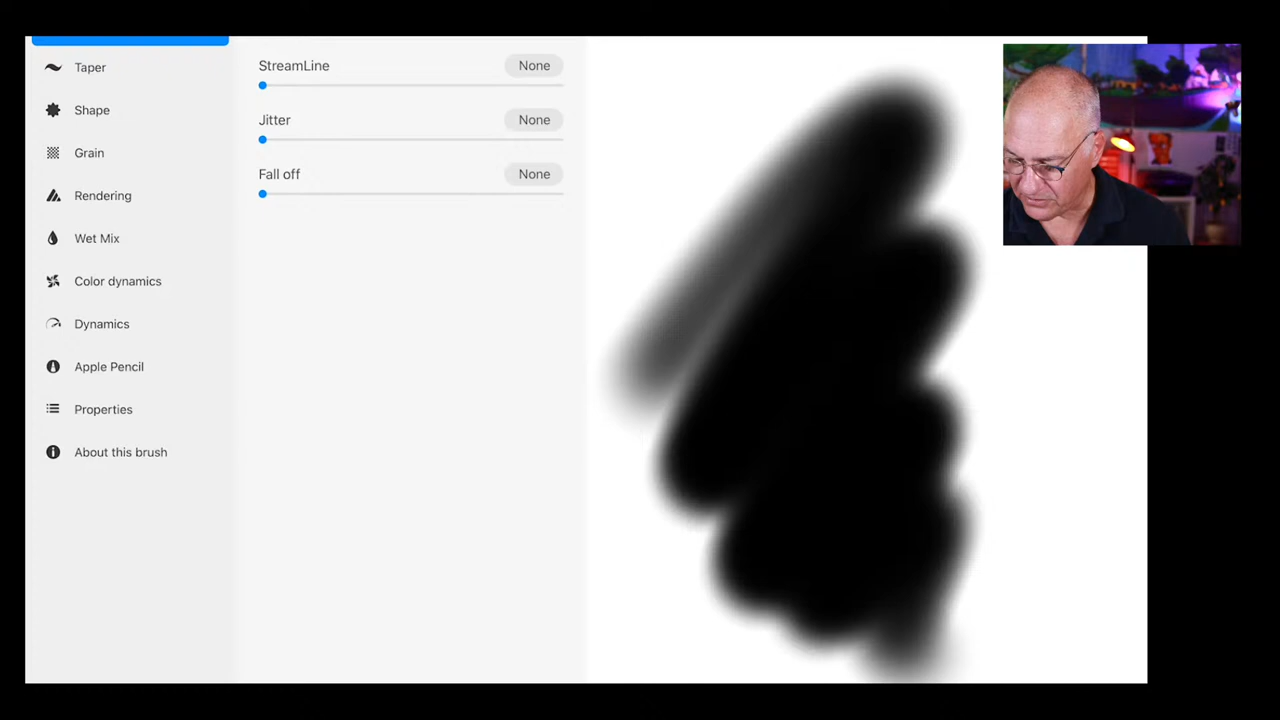 Taper
Shape
Grain
Rendering
Wet Mix
Color dynamics
Dynamics
Apple Pencil
Properties
About this brush
StreamLine None
Jitter None
Fall off None